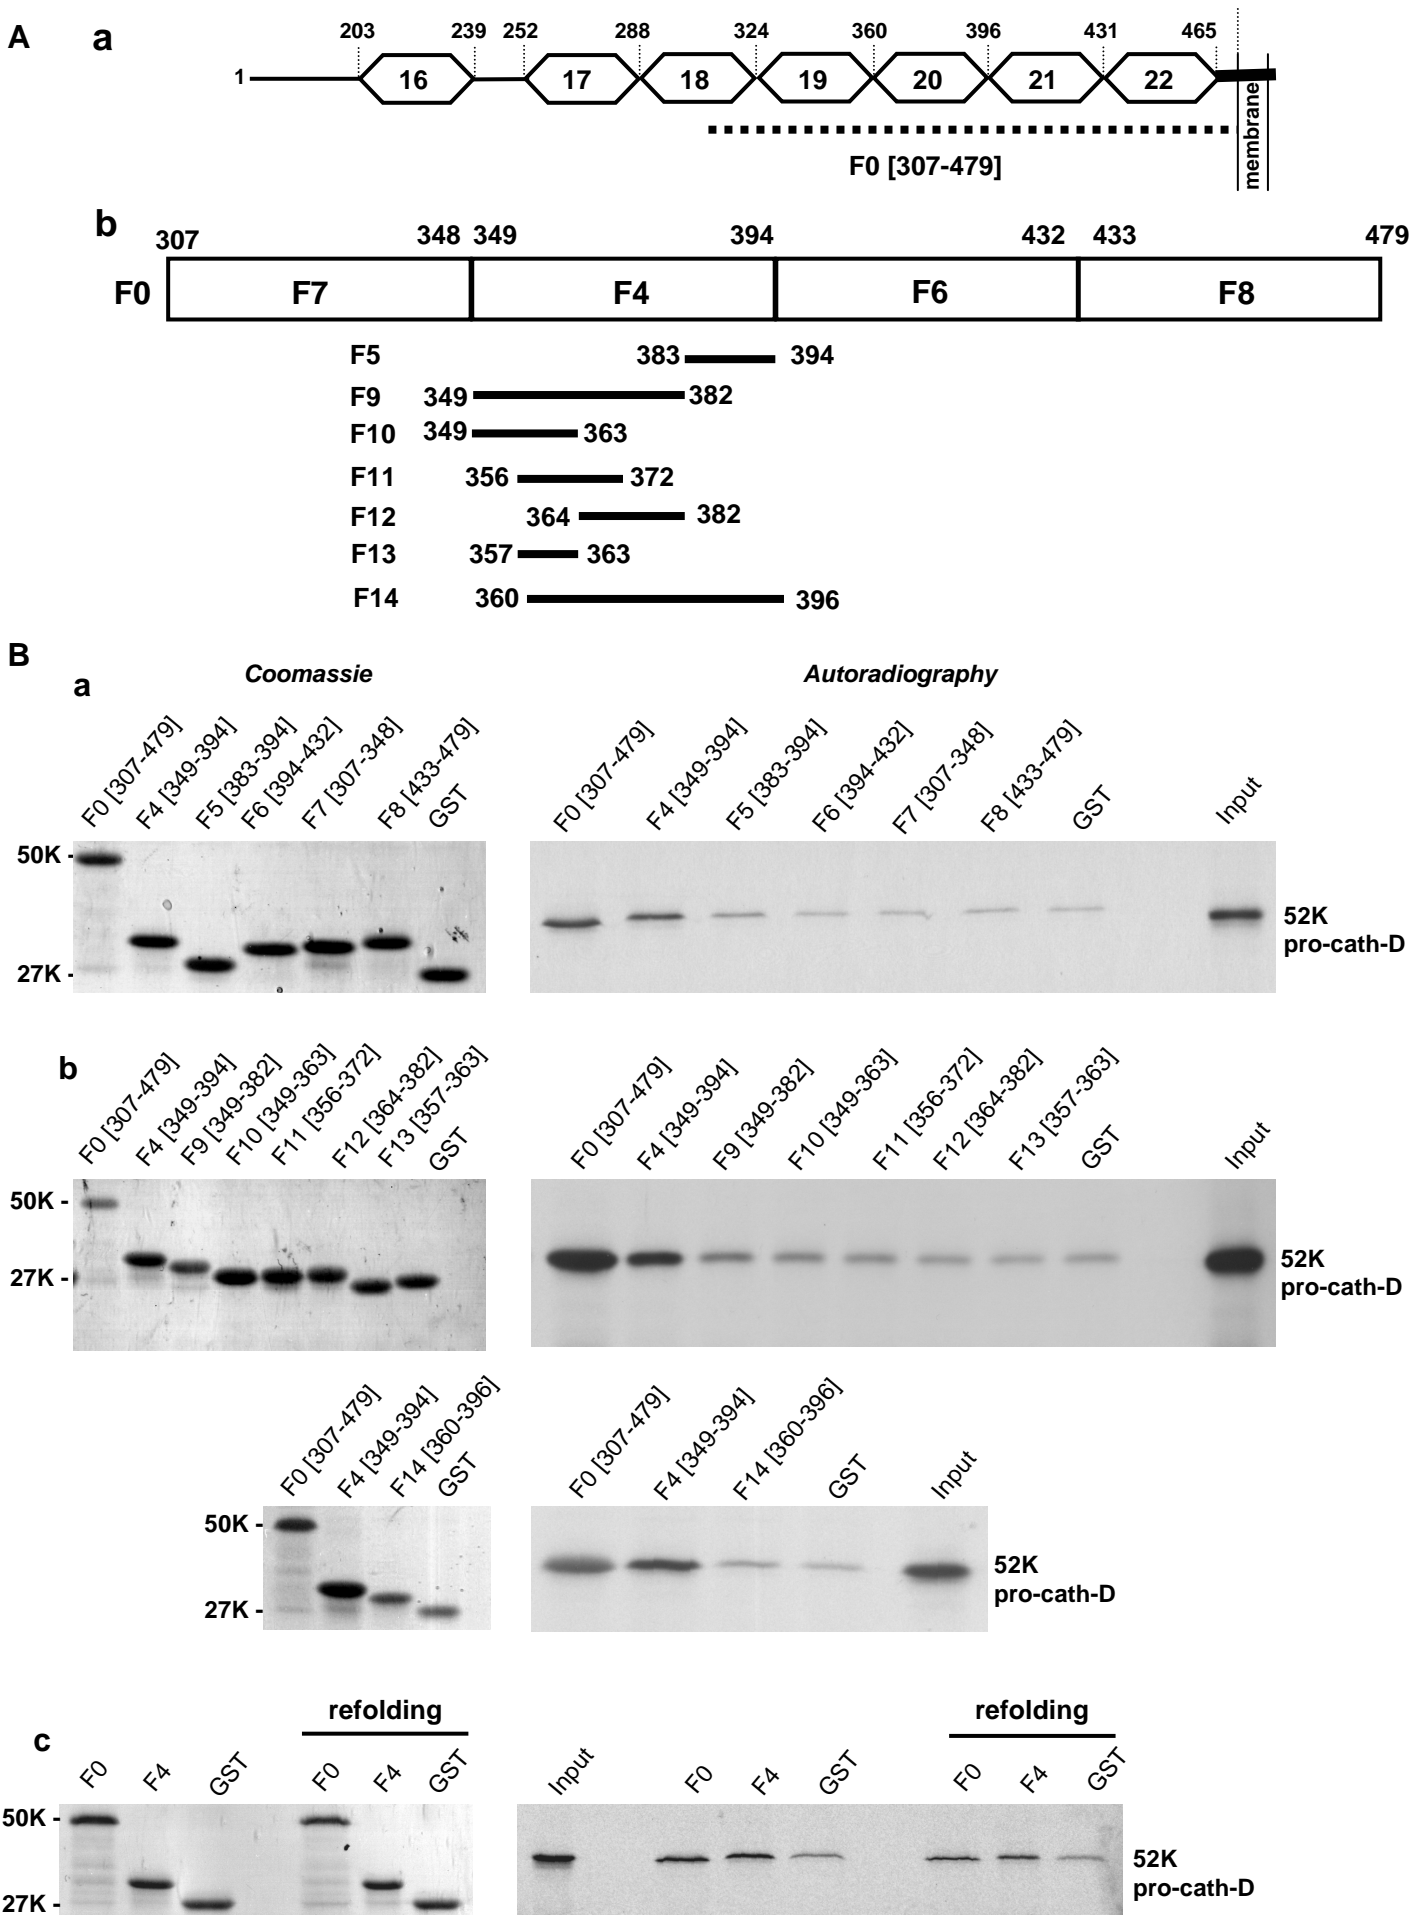 A
a
203 239 252 288 324 360 396 431 465
1 16 17 18 19 20 21 22
F0 [307-479]
membrane
b
307 348 349 394 432 433 479
F0 F7 F4 F6 F8
F5 383 394
F9 349 382
F10 349 363
F11 356 372
F12 364 382
F13 357 363
F14 360 396
B
a
Coomassie Autoradiography
F0 [307-479] F4 [349-394] F5 [383-394] F6 [394-432] F7 [307-348] F8 [433-479] GST
F0 [307-479] F4 [349-394] F5 [383-394] F6 [394-432] F7 [307-348] F8 [433-479] GST Input
50K -
27K -
52K
pro-cath-D
b
F0 [307-479] F4 [349-394] F9 [349-382] F10 [349-363] F11 [356-372] F12 [364-382] F13 [357-363] GST
F0 [307-479] F4 [349-394] F9 [349-382] F10 [349-363] F11 [356-372] F12 [364-382] F13 [357-363] GST Input
50K -
27K -
52K
pro-cath-D
F0 [307-479] F4 [349-394] F14 [360-396] GST
F0 [307-479] F4 [349-394] F14 [360-396] GST Input
50K -
27K -
52K
pro-cath-D
refolding refolding
c
F0 F4 GST F0 F4 GST
Input F0 F4 GST F0 F4 GST
50K -
27K -
52K
pro-cath-D